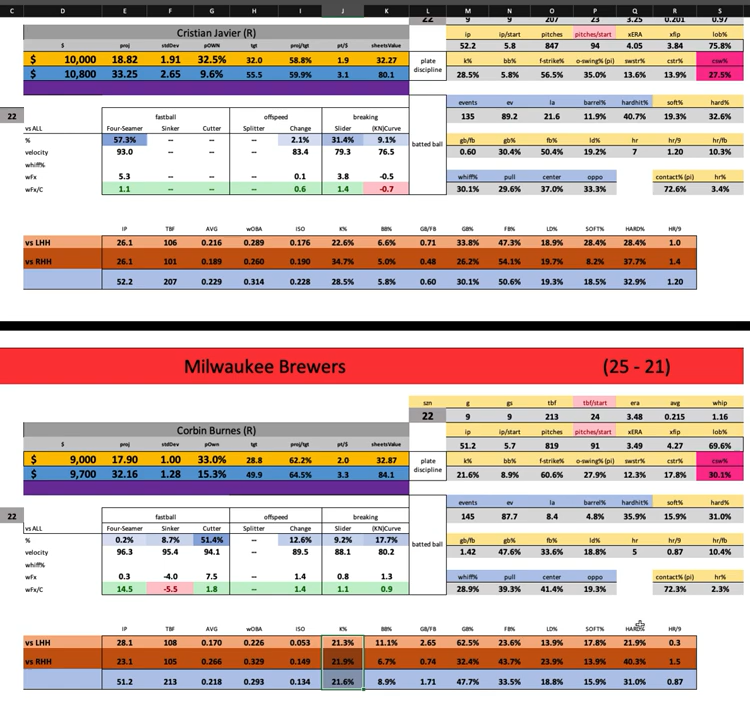 C D E F G H I J K L M N O P Q R S
22 9 9 207 23 3.25 0.201 0.97
Cristian Javier (R) ip ip/start pitches pitches/start xERA xfip lob%
$ proj stdDev pOWN tgt proj/tgt pt/$ sheetsValue 52.2 5.8 847 94 4.05 3.84 75.8%
$ 10,000 18.82 1.91 32.5% 32.0 58.8% 1.9 32.27 plate discipline k% bb% f-strike% o-swing% (pi) swstr% cstr% csw%
$ 10,800 33.25 2.65 9.6% 55.5 59.9% 3.1 80.1 28.5% 5.8% 56.5% 35.0% 13.6% 13.9% 27.5%
events ev la barrel% hardhit% soft% hard%
22 fastball offspeed breaking 135 89.2 21.6 11.9% 40.7% 19.3% 32.6%
vs ALL Four-Seamer Sinker Cutter Splitter Change Slider (KN)Curve
% 57.3% -- -- -- 2.1% 31.4% 9.1% batted ball gb/fb gb% fb% ld% hr hr/9 hr/fb
velocity 93.0 -- -- -- 83.4 79.3 76.5 0.60 30.4% 50.4% 19.2% 7 1.20 10.3%
whiff%
wFx 5.3 -- -- -- 0.1 3.8 -0.5 whiff% pull center oppo contact% (pi) hr%
wFx/C 1.1 -- -- -- 0.6 1.4 -0.7 30.1% 29.6% 37.0% 33.3% 72.6% 3.4%
IP TBF AVG wOBA ISO K% BB% GB/FB GB% FB% LD% SOFT% HARD% HR/9
vs LHH 26.1 106 0.216 0.289 0.176 22.6% 6.6% 0.71 33.8% 47.3% 18.9% 28.4% 28.4% 1.0
vs RHH 26.1 101 0.189 0.260 0.190 34.7% 5.0% 0.48 26.2% 54.1% 19.7% 8.2% 37.7% 1.4
52.2 207 0.229 0.314 0.228 28.5% 5.8% 0.60 30.1% 50.6% 19.3% 18.5% 32.9% 1.20
Milwaukee Brewers (25 - 21)
szn g gs tbf tbf/start era avg whip
22 9 9 213 24 3.48 0.215 1.16
Corbin Burnes (R) ip ip/start pitches pitches/start xERA xfip lob%
$ proj stdDev pOwn tgt proj/tgt pt/$ sheetsValue 51.2 5.7 819 91 3.49 4.27 69.6%
$ 9,000 17.90 1.00 33.0% 28.8 62.2% 2.0 32.87 plate discipline k% bb% f-strike% o-swing% (pi) swstr% cstr% csw%
$ 9,700 32.16 1.28 15.3% 49.9 64.5% 3.3 84.1 21.6% 8.9% 60.6% 27.9% 12.3% 17.8% 30.1%
events ev la barrel% hardhit% soft% hard%
22 fastball offspeed breaking 145 87.7 8.4 4.8% 35.9% 15.9% 31.0%
vs ALL Four-Seamer Sinker Cutter Splitter Change Slider (KN)Curve
% 0.2% 8.7% 51.4% -- 12.6% 9.2% 17.7% batted ball gb/fb gb% fb% ld% hr hr/9 hr/fb
velocity 96.3 95.4 94.1 -- 89.5 88.1 80.2 1.42 47.6% 33.6% 18.8% 5 0.87 10.4%
whiff%
wFx 0.3 -4.0 7.5 -- 1.4 0.8 1.3 whiff% pull center oppo contact% (pi) hr%
wFx/C 14.5 -5.5 1.8 -- 1.4 1.1 0.9 28.9% 39.3% 41.4% 19.3% 72.3% 2.3%
IP TBF AVG wOBA ISO K% BB% GB/FB GB% FB% LD% SOFT% HARD% HR/9
vs LHH 28.1 108 0.170 0.226 0.053 21.3% 11.1% 2.65 62.5% 23.6% 13.9% 17.8% 21.9% 0.3
vs RHH 23.1 105 0.266 0.329 0.149 21.9% 6.7% 0.74 32.4% 43.7% 23.9% 13.9% 40.3% 1.5
51.2 213 0.218 0.293 0.134 21.6% 8.9% 1.71 47.7% 33.5% 18.8% 15.9% 31.0% 0.87